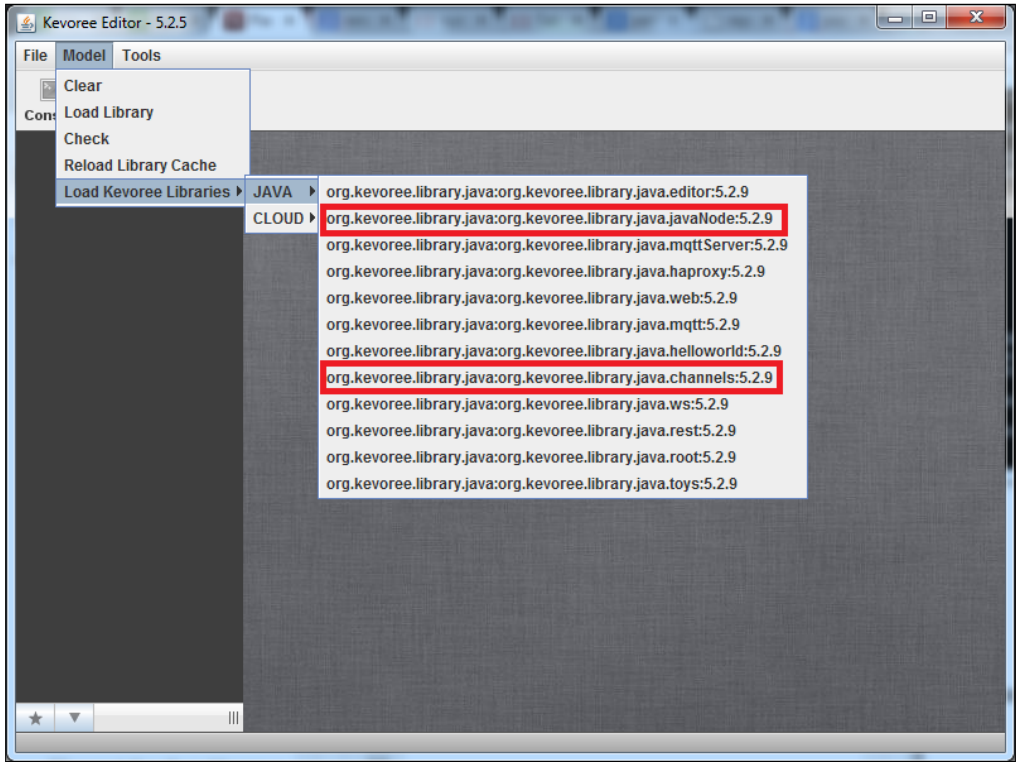 Kevoree Editor - 5.2.5
File Model Tools
Clear
Load Library
Check
Reload Library Cache
Load Kevoree Libraries
Cons
JAVA
CLOUD
org.kevoree.library.java:org.kevoree.library.java.editor:5.2.9
org.kevoree.library.java:org.kevoree.library.java.javaNode:5.2.9
org.kevoree.library.java:org.kevoree.library.java.mqttServer:5.2.9
org.kevoree.library.java:org.kevoree.library.java.haproxy:5.2.9
org.kevoree.library.java:org.kevoree.library.java.web:5.2.9
org.kevoree.library.java:org.kevoree.library.java.mqtt:5.2.9
org.kevoree.library.java:org.kevoree.library.java.helloworld:5.2.9
org.kevoree.library.java:org.kevoree.library.java.channels:5.2.9
org.kevoree.library.java:org.kevoree.library.java.ws:5.2.9
org.kevoree.library.java:org.kevoree.library.java.rest:5.2.9
org.kevoree.library.java:org.kevoree.library.java.root:5.2.9
org.kevoree.library.java:org.kevoree.library.java.toys:5.2.9